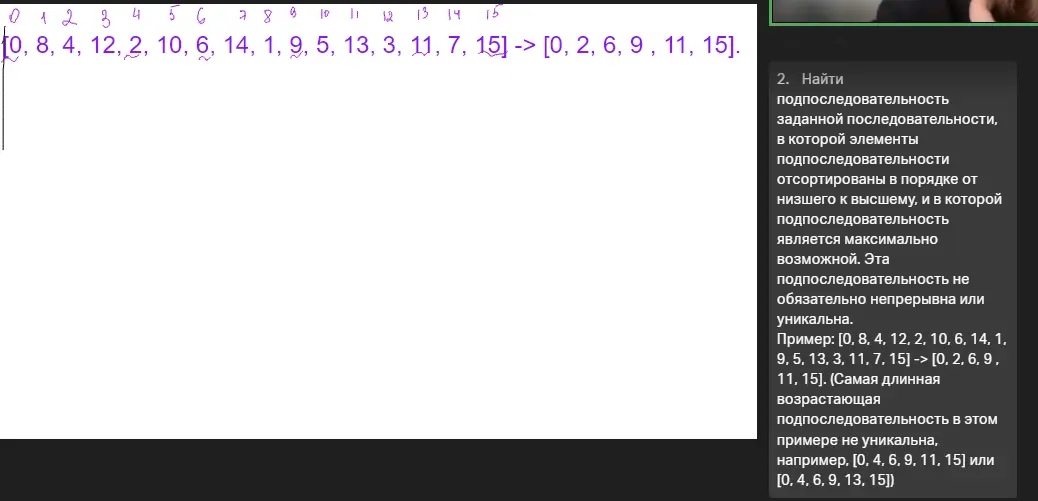 0 1 2 3 4 5 6 7 8 9 10 11 12 13 14 15
[0, 8, 4, 12, 2, 10, 6, 14, 1, 9, 5, 13, 3, 11, 7, 15] -> [0, 2, 6, 9 , 11, 15].
2. Найти
подпоследовательность
заданной последовательности,
в которой элементы
подпоследовательности
отсортированы в порядке от
низшего к высшему, и в которой
подпоследовательность
является максимально
возможной. Эта
подпоследовательность не
обязательно непрерывна или
уникальна.
Пример: [0, 8, 4, 12, 2, 10, 6, 14, 1,
9, 5, 13, 3, 11, 7, 15] -> [0, 2, 6, 9 ,
11, 15]. (Самая длинная
возрастающая
подпоследовательность в этом
примере не уникальна,
например, [0, 4, 6, 9, 11, 15] или
[0, 4, 6, 9, 13, 15])